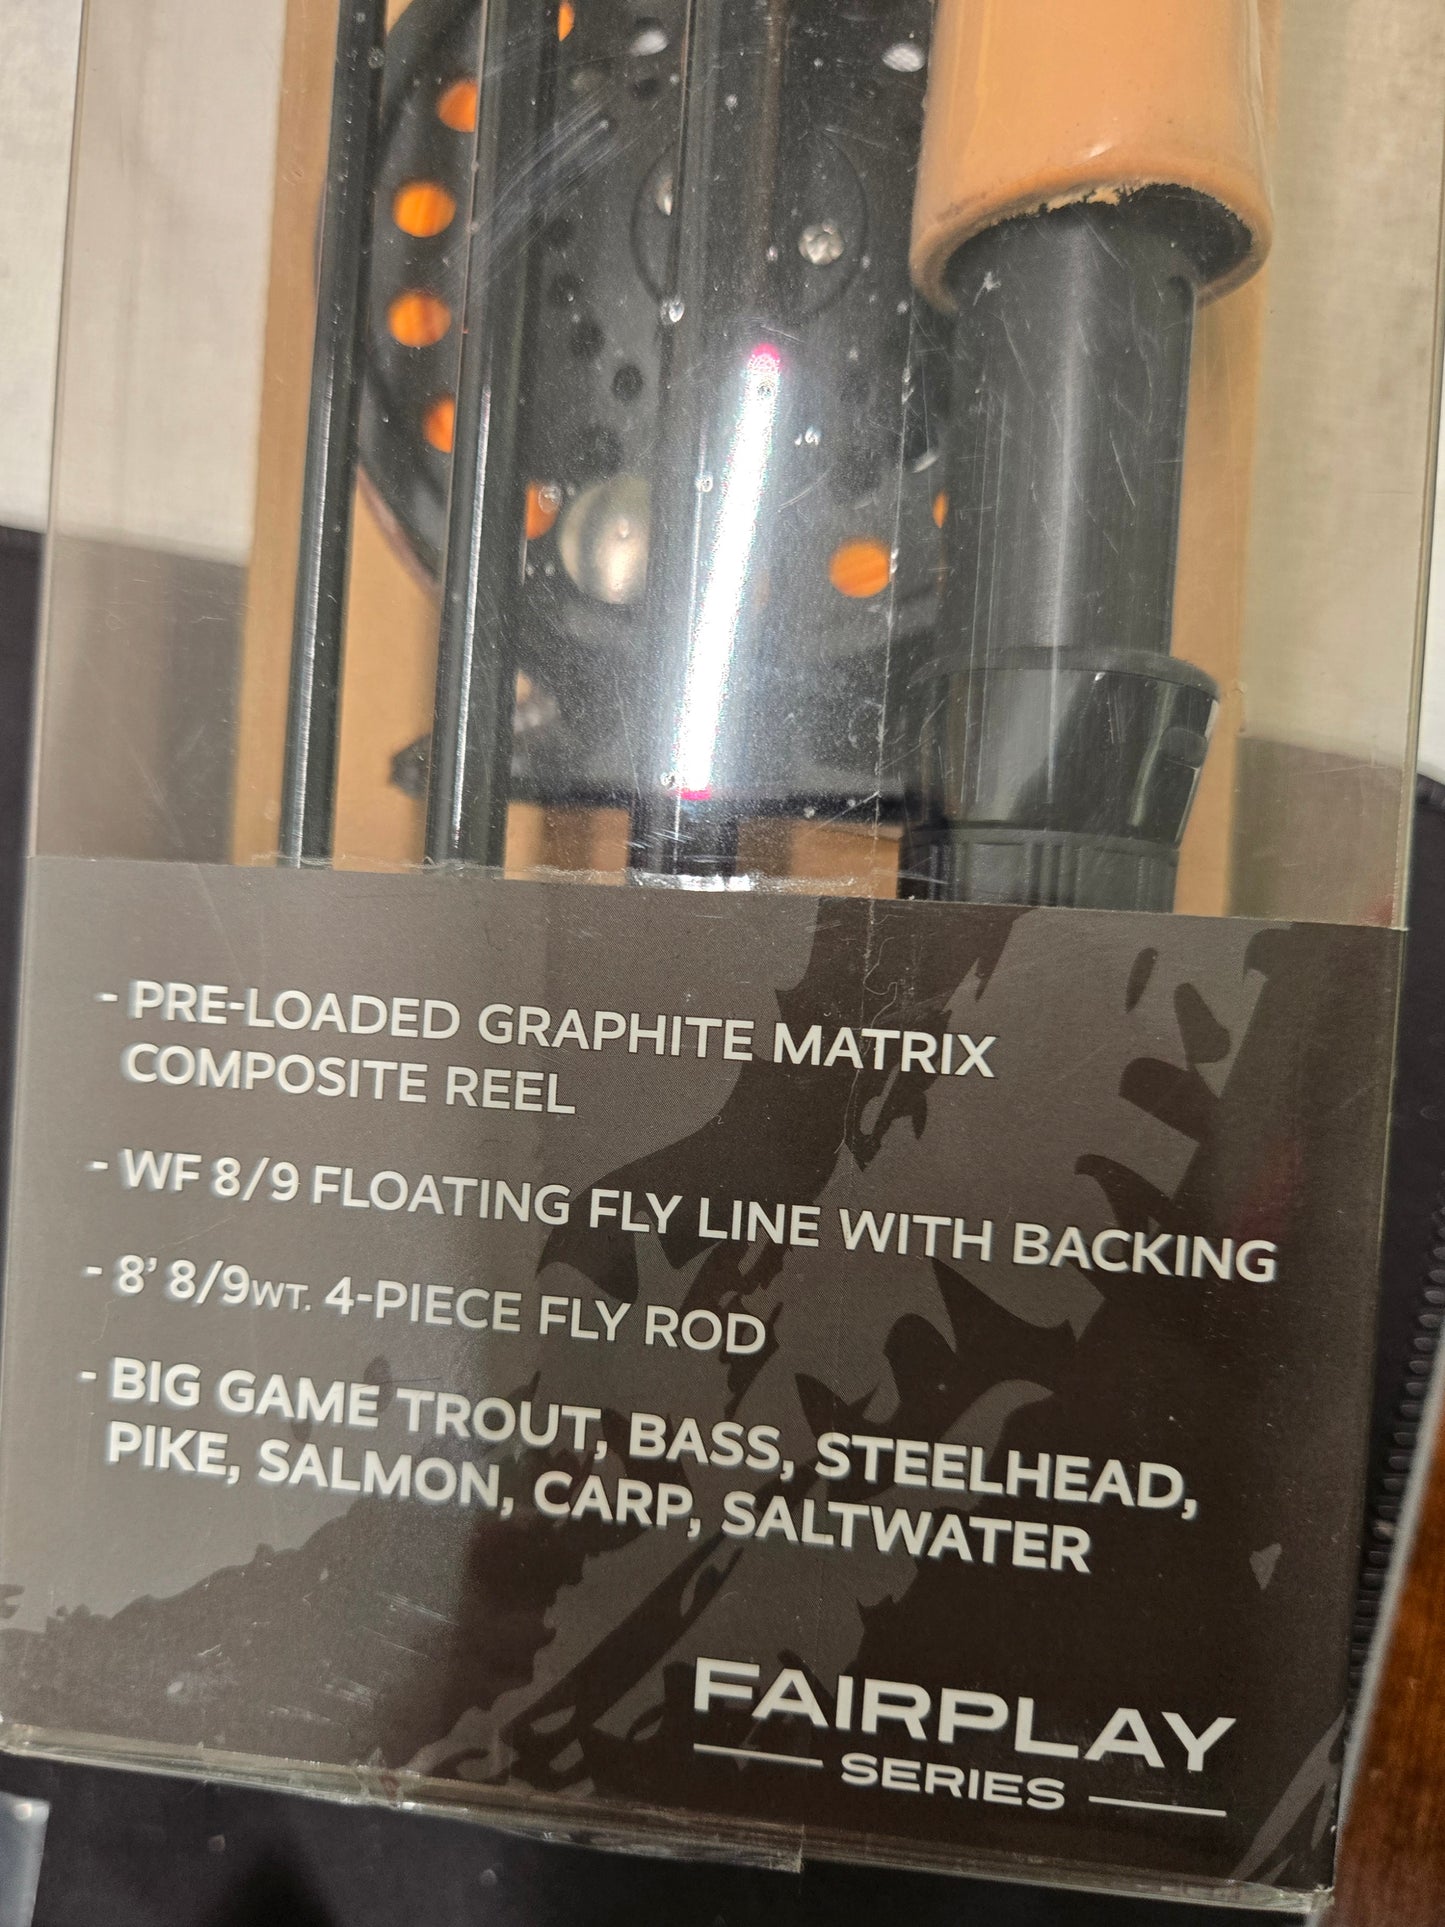 - PRE-LOADED GRAPHITE MATRIX
COMPOSITE REEL
- WF 8/9 FLOATING FLY LINE WITH BACKING
- 8' 8/9WT. 4-PIECE FLY ROD
- BIG GAME TROUT, BASS, STEELHEAD,
PIKE, SALMON, CARP, SALTWATER
FAIRPLAY
SERIES